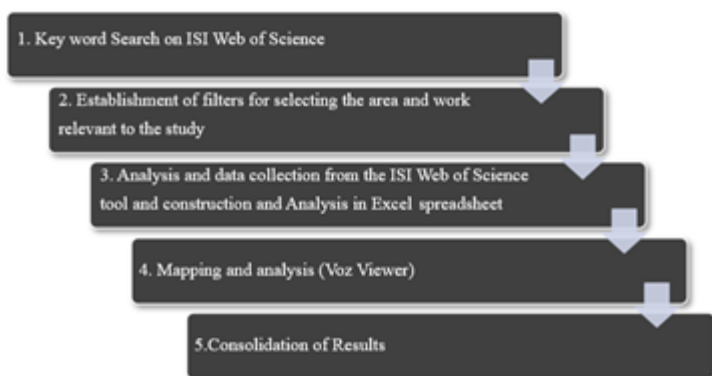 1. Key word Search on ISI Web of Science
2. Establishment of filters for selecting the area and work
relevant to the study
3. Analysis and data collection from the ISI Web of Science
tool and construction and Analysis in Excel spreadsheet
4. Mapping and analysis (Voz Viewer)
5.Consolidation of Results